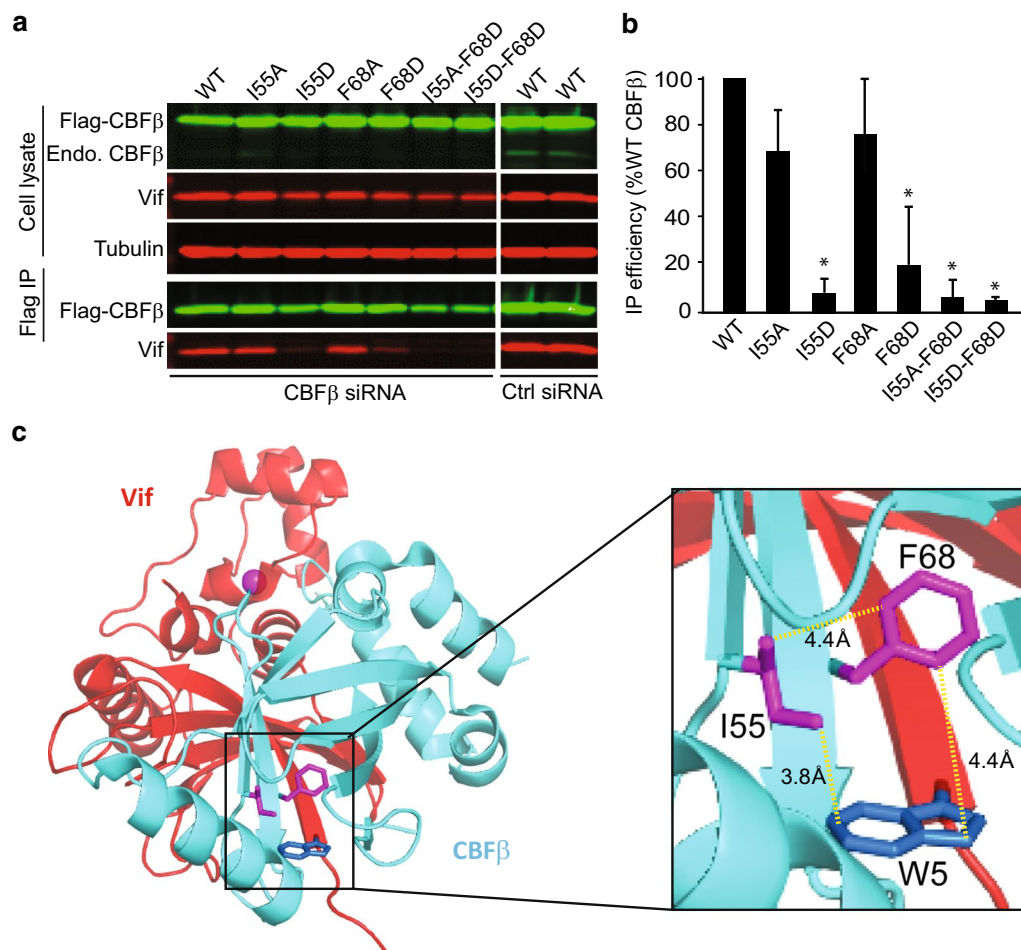 a
WT
I55A
I55D
F68A
F68D
I55A-F68D
I55D-F68D
WT
WT
Cell lysate
Flag-CBFβ
Endo. CBFβ
Vif
Tubulin
Flag IP
Flag-CBFβ
Vif
CBFβ siRNA
Ctrl siRNA
b
IP efficiency (%WT CBFβ)
100
80
60
40
20
0
*
*
*
*
WT
I55A
I55D
F68A
F68D
I55A-F68D
I55D-F68D
c
Vif
CBFβ
F68
4.4Å
I55
3.8Å
4.4Å
W5